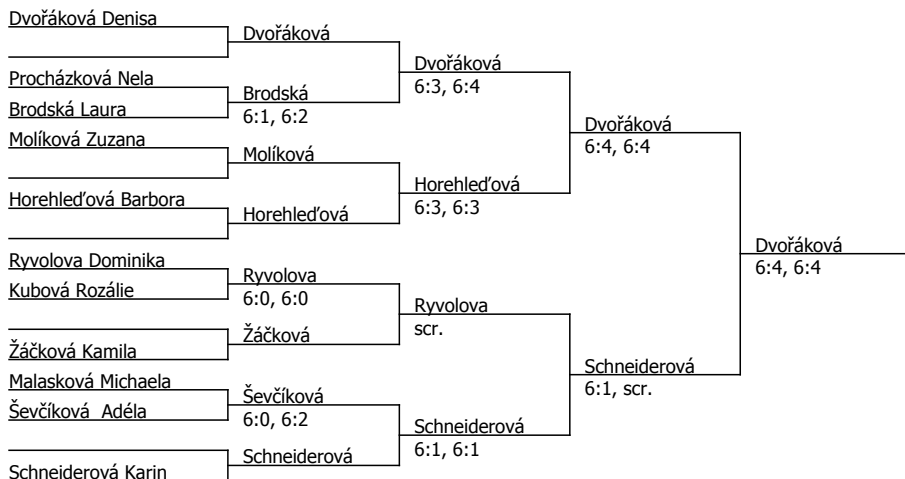 Dvořáková Denisa
Procházková Nela
Brodská Laura
Molíková Zuzana
Horehleďová Barbora
Ryvolova Dominika
Kubová Rozálie
Žáčková Kamila
Malasková Michaela
Ševčíková  Adéla
Schneiderová Karin
Dvořáková
Brodská
6:1, 6:2
Molíková
Horehleďová
Ryvolova
6:0, 6:0
Žáčková
Ševčíková
6:0, 6:2
Schneiderová
Dvořáková
6:3, 6:4
Horehleďová
6:3, 6:3
Ryvolova
scr.
Schneiderová
6:1, 6:1
Dvořáková
6:4, 6:4
Schneiderová
6:1, scr.
Dvořáková
6:4, 6:4